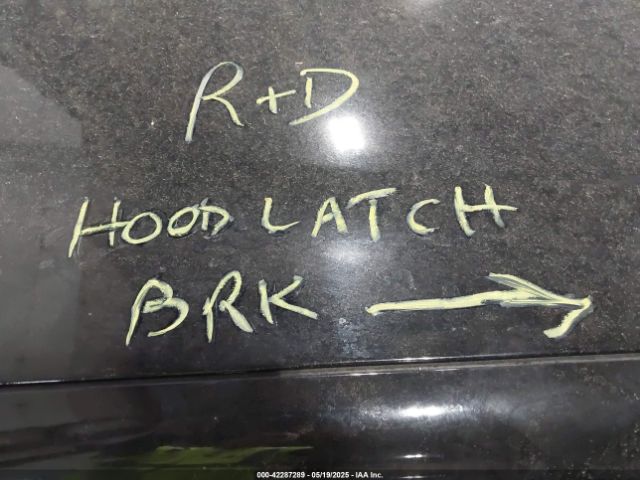 R+D
HOOD LATCH
BRK →
000-42287289 - 05/19/2025 - IAA Inc.